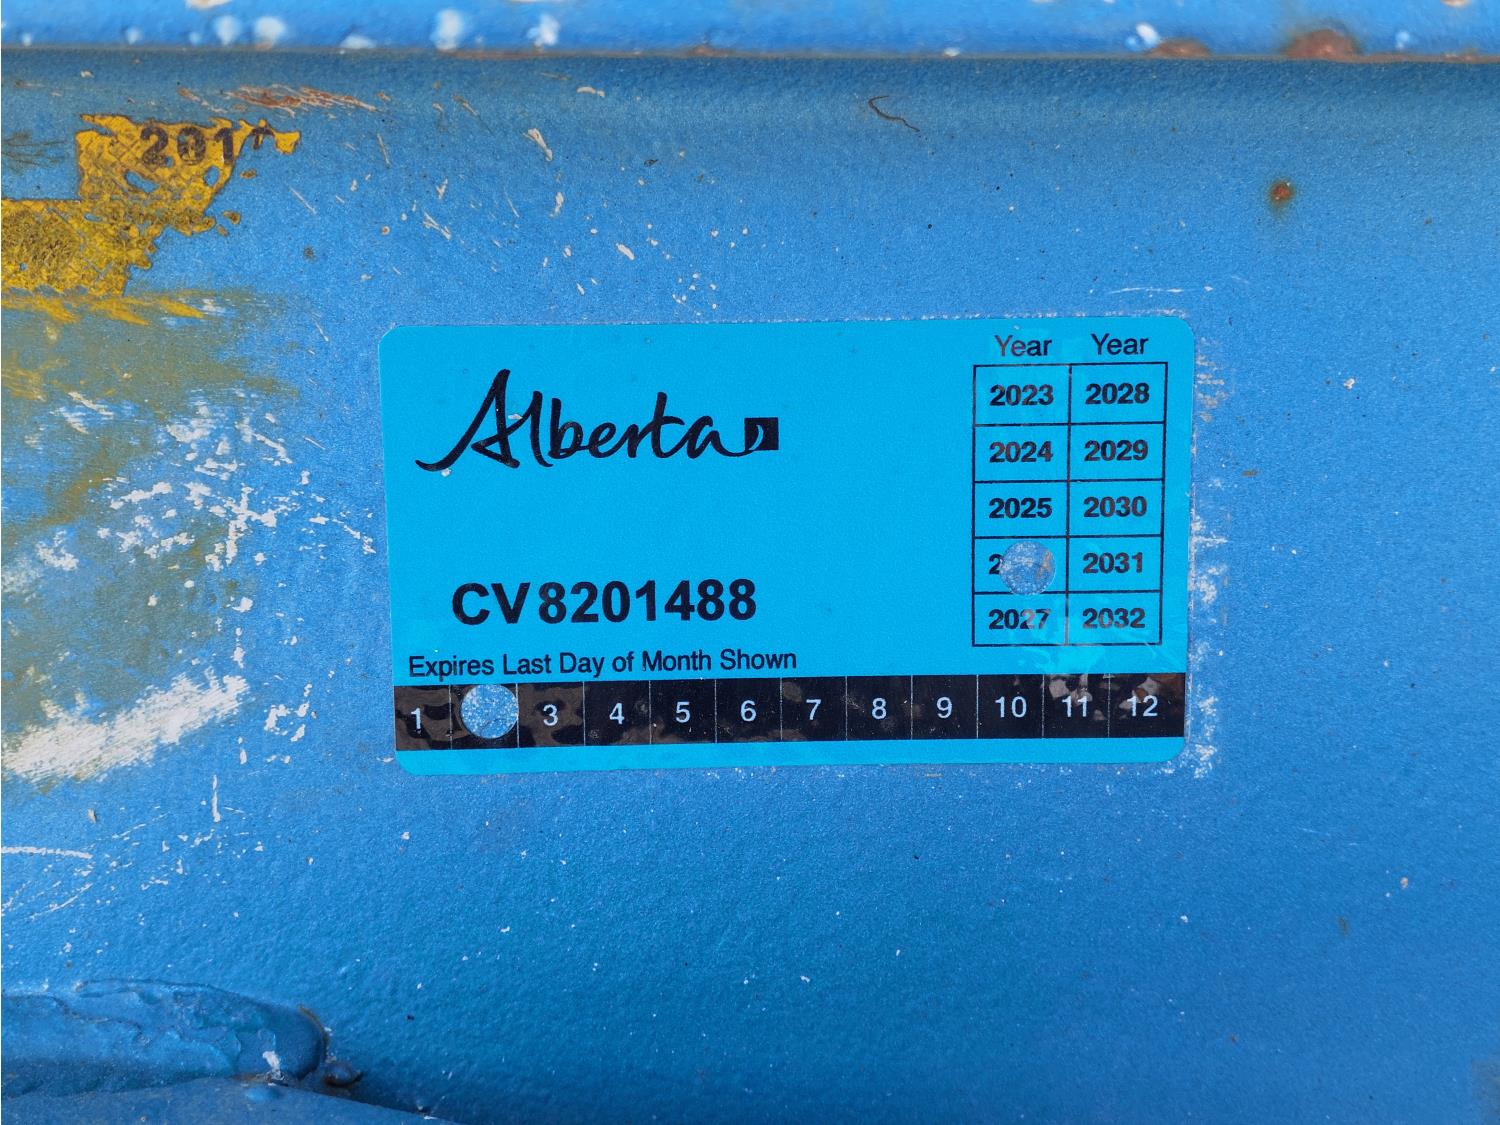 Alberta
CV8201488
Expires Last Day of Month Shown
Year Year
2023 2028
2024 2029
2025 2030
2031
2027 2032
1 3 4 5 6 7 8 9 10 11 12